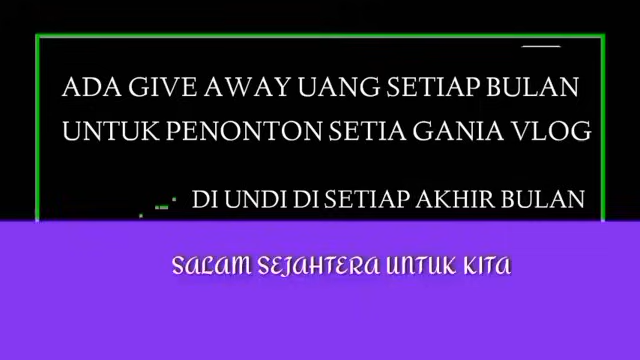 ADA GIVE AWAY UANG SETIAP BULAN
UNTUK PENONTON SETIA GANIA VLOG
DI UNDI DI SETIAP AKHIR BULAN
SALAM SEJAHTERA UNTUK KITA